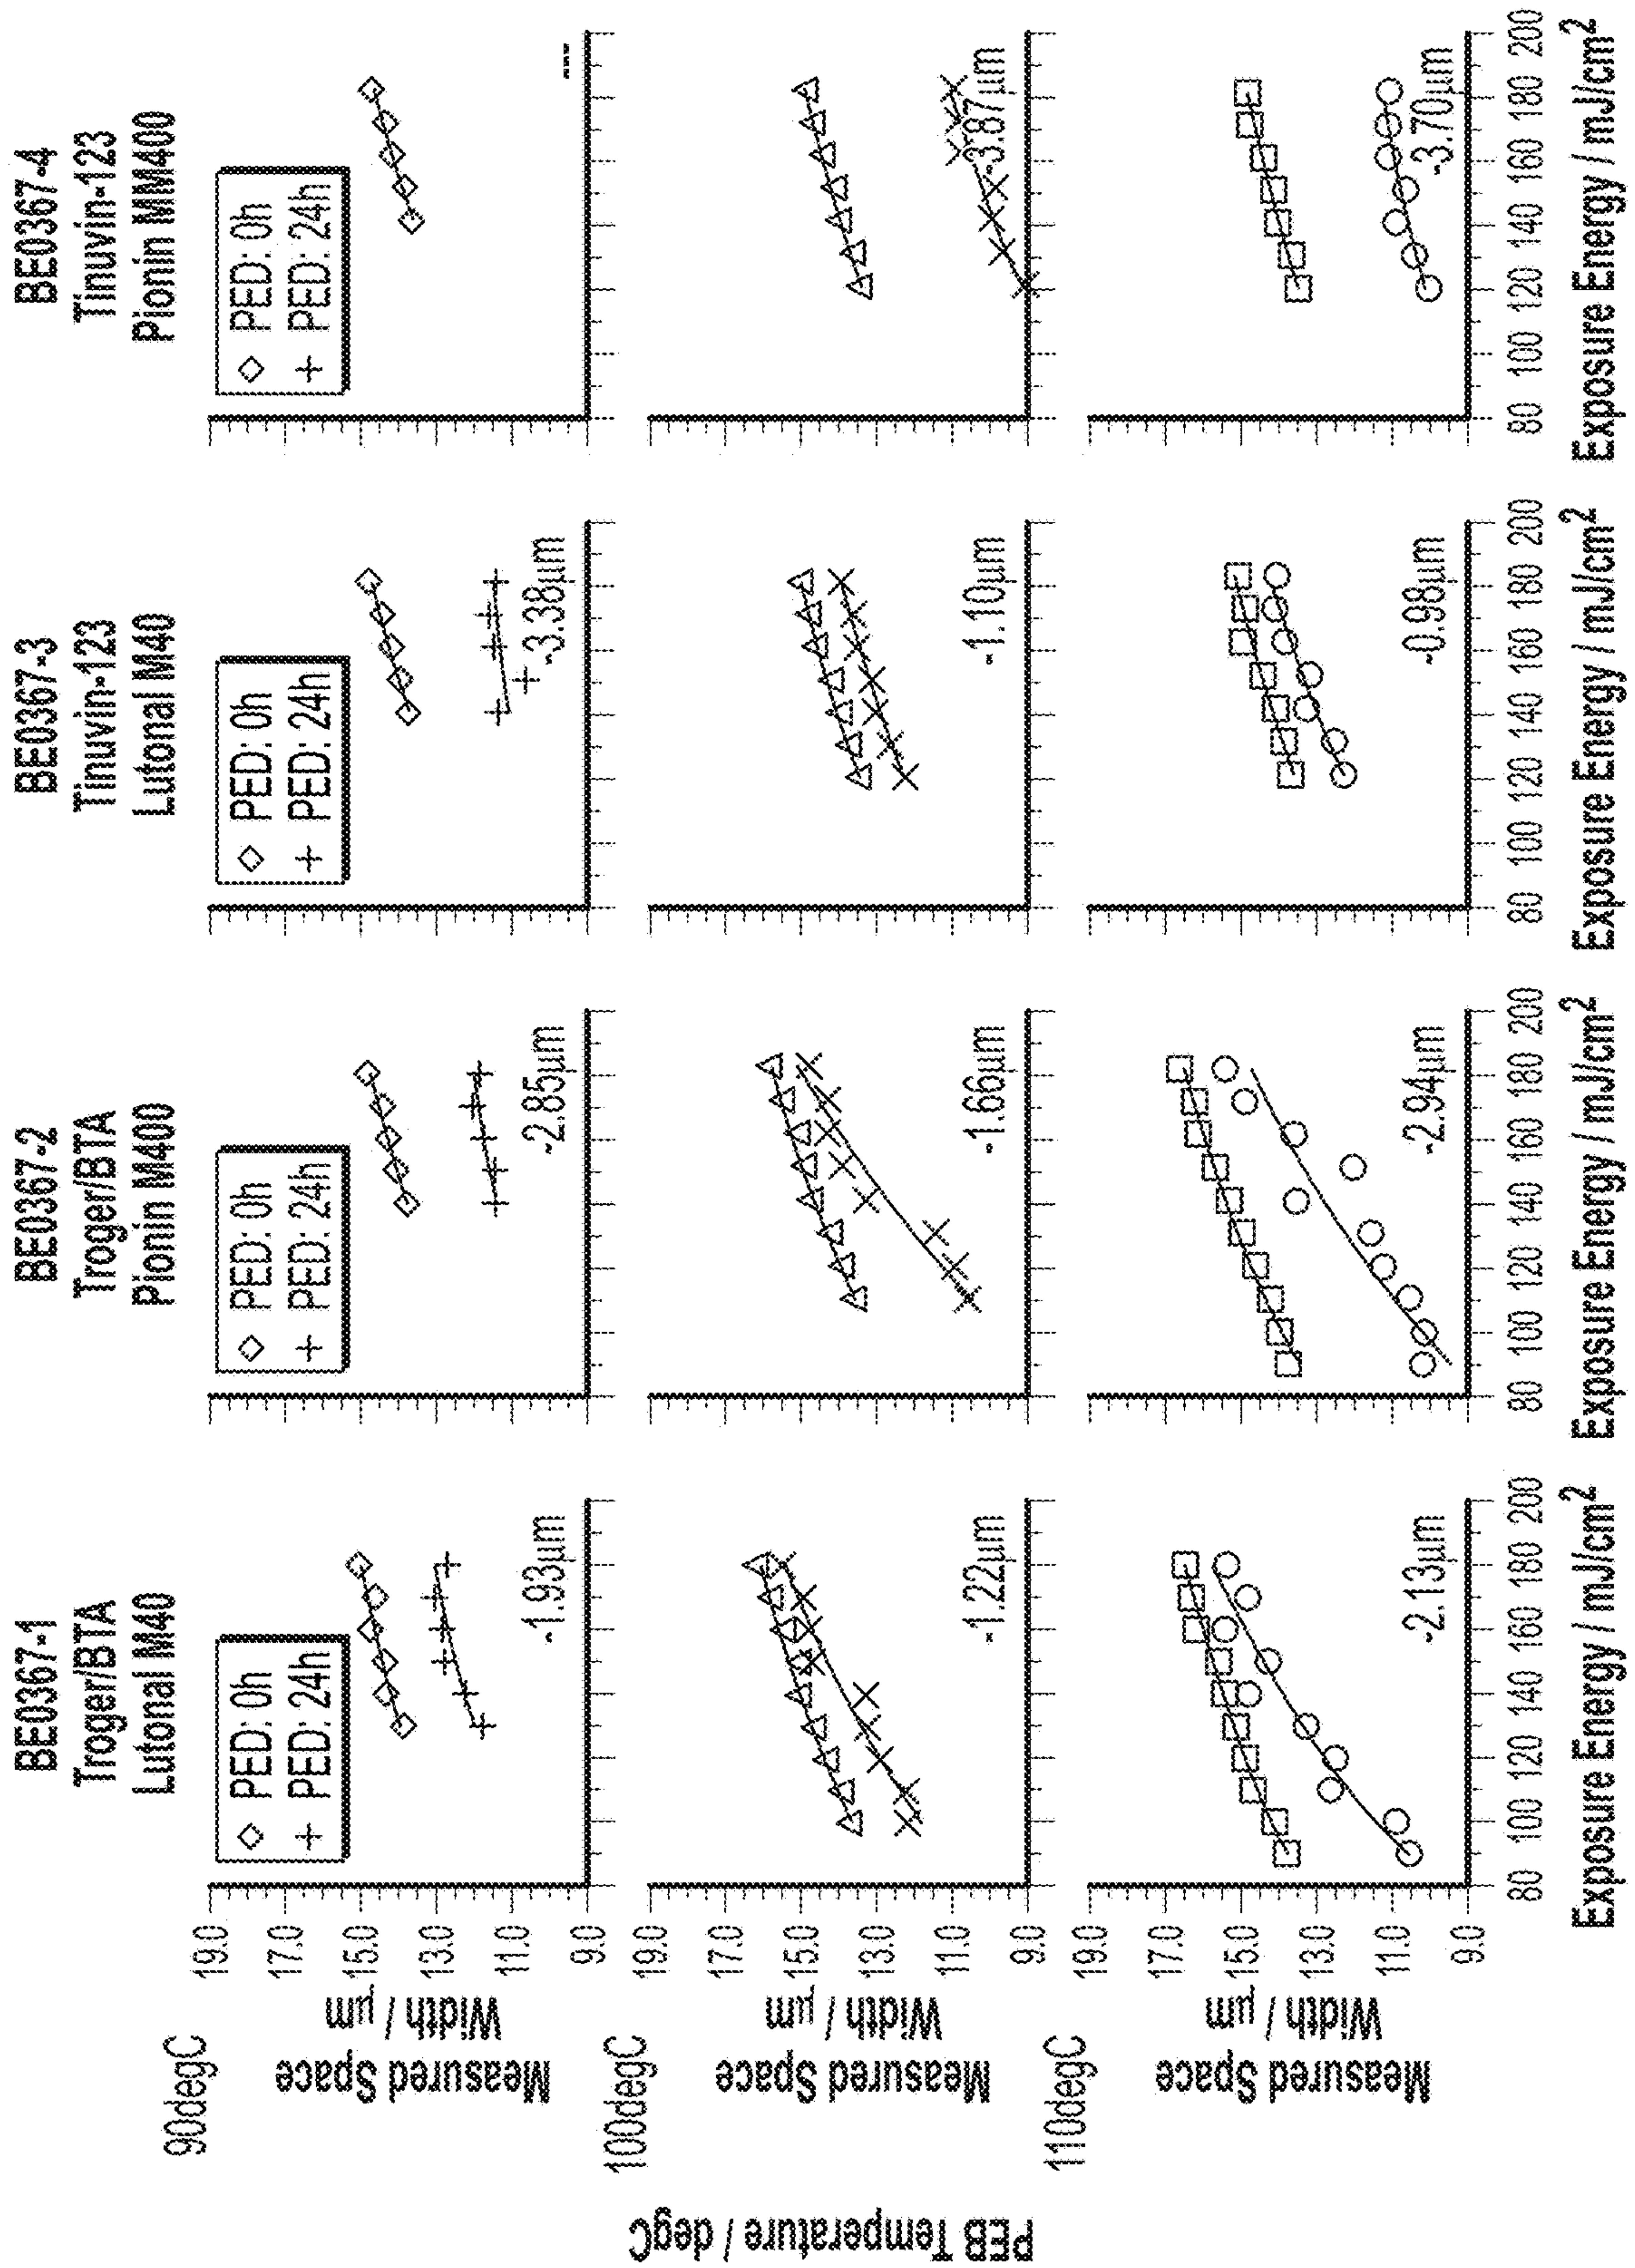 BE0367-1 BE0367-2 BE0367-3 BE0367-4
Troger/BTA Troger/BTA Tinuvin-123 Tinuvin-123
Lutonal M40 Pionin M400 Lutonal M40 Pionin MM400
PEB Temperature / degC
90degC
Measured Space
Width / µm
19.0
17.0
15.0
13.0
11.0
9.0
PED: 0h PED: 0h PED: 0h PED: 0h
PED: 24h PED: 24h PED: 24h PED: 24h
-1.93µm -2.85µm -3.38µm ---
100degC
Measured Space
Width / µm
19.0
17.0
15.0
13.0
11.0
9.0
-1.22µm -1.66µm -1.10µm -3.87µm
110degC
Measured Space
Width / µm
19.0
17.0
15.0
13.0
11.0
9.0
-2.13µm -2.94µm -0.98µm -3.70µm
80 100 120 140 160 180 200 80 100 120 140 160 180 200 80 100 120 140 160 180 200 80 100 120 140 160 180 200
Exposure Energy / mJ/cm² Exposure Energy / mJ/cm² Exposure Energy / mJ/cm² Exposure Energy / mJ/cm²